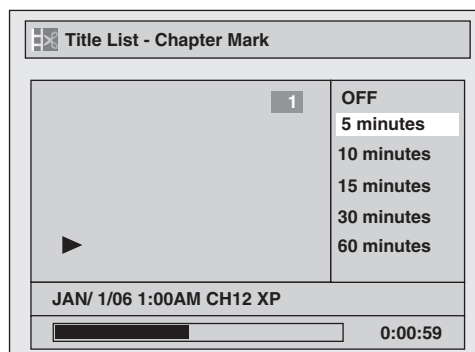 Title List - Chapter Mark
1
OFF
5 minutes
10 minutes
15 minutes
30 minutes
60 minutes
JAN/ 1/06 1:00AM CH12 XP
0:00:59